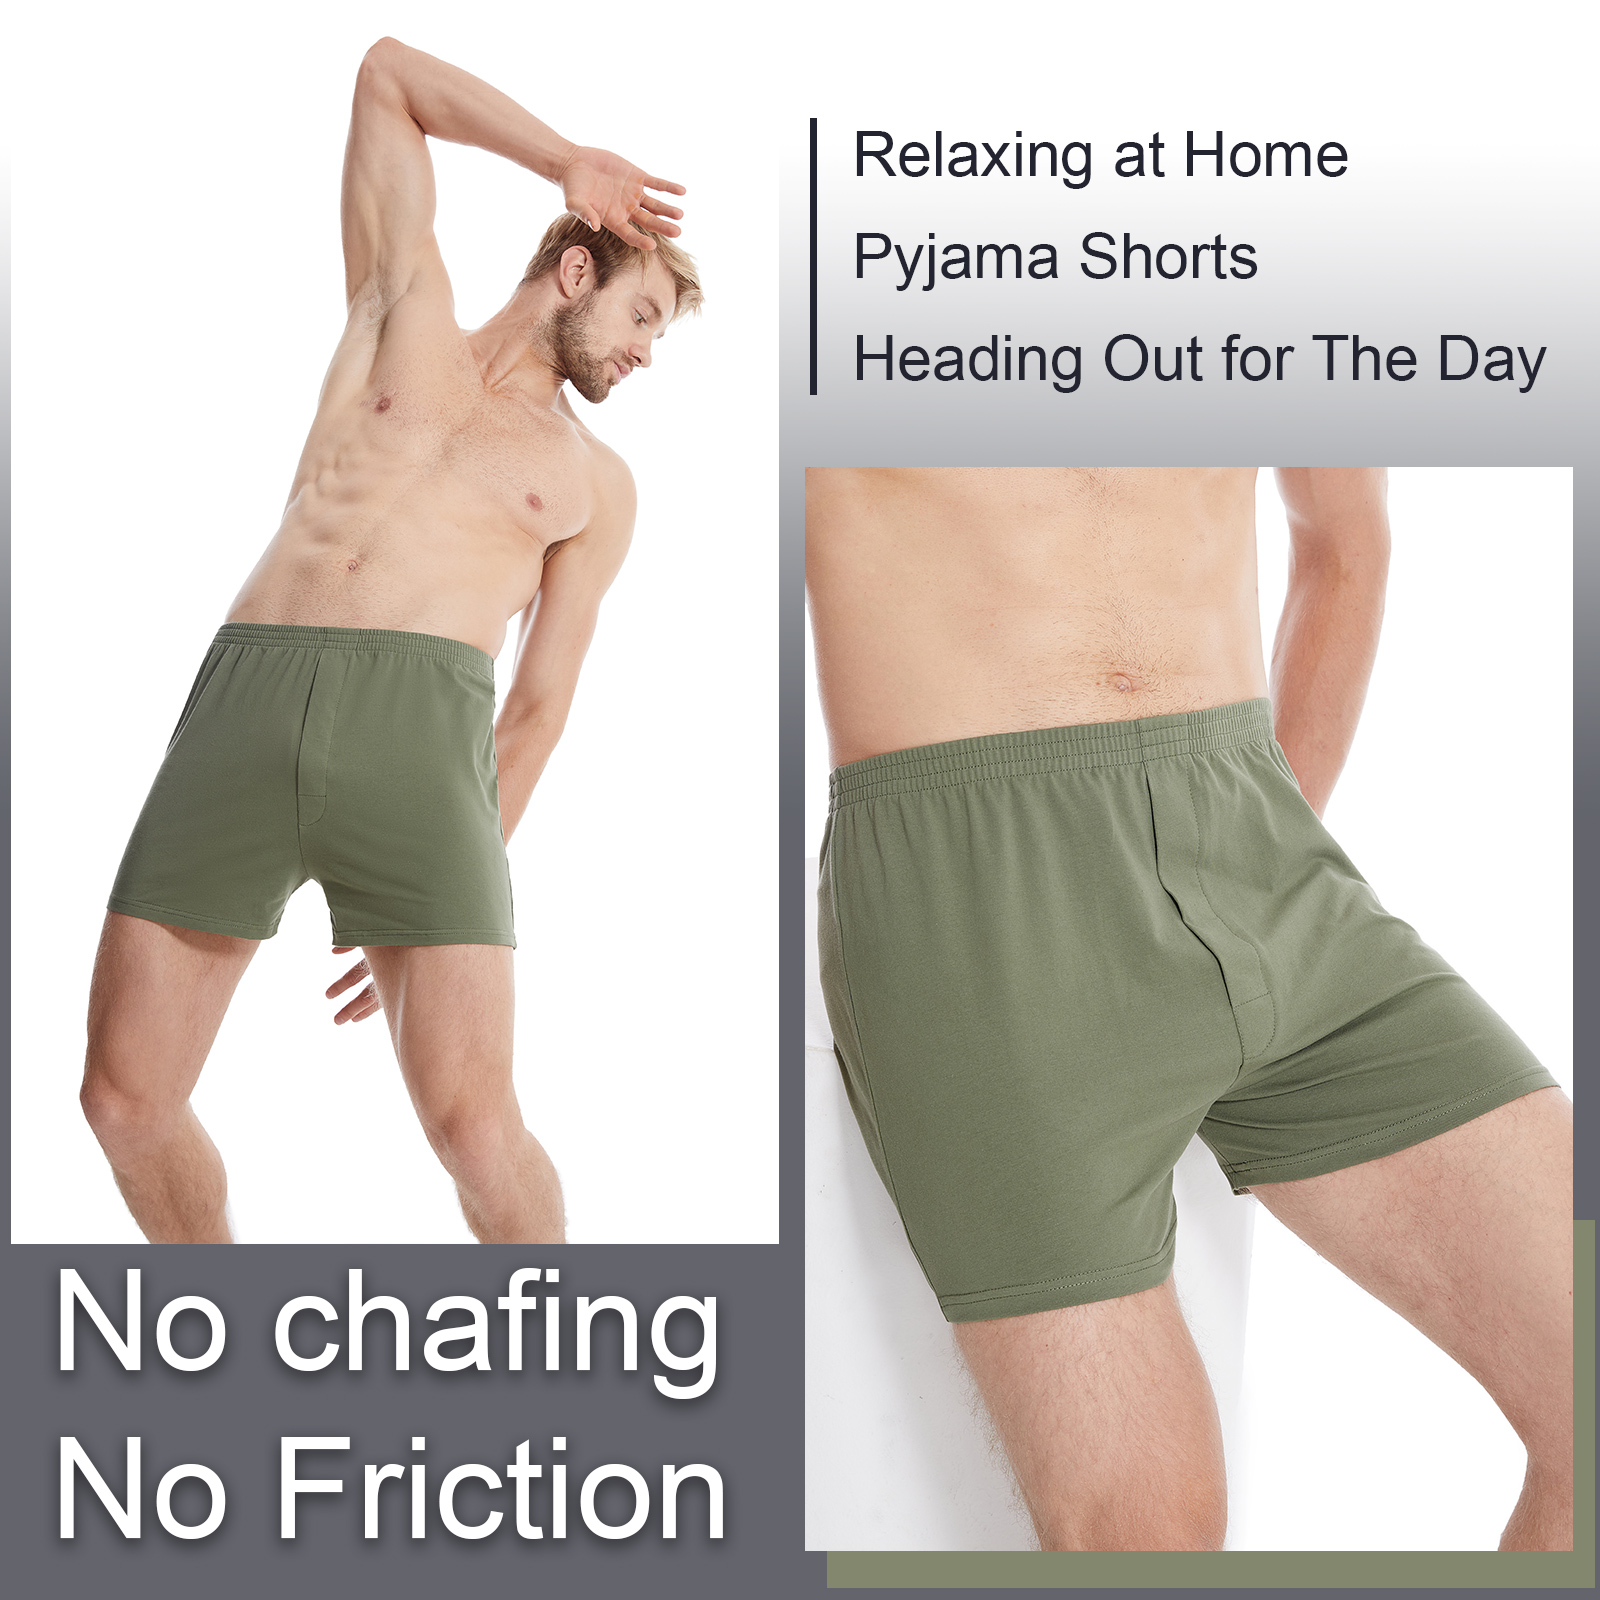 Relaxing at Home
Pyjama Shorts
Heading Out for The Day
No chafing
No Friction